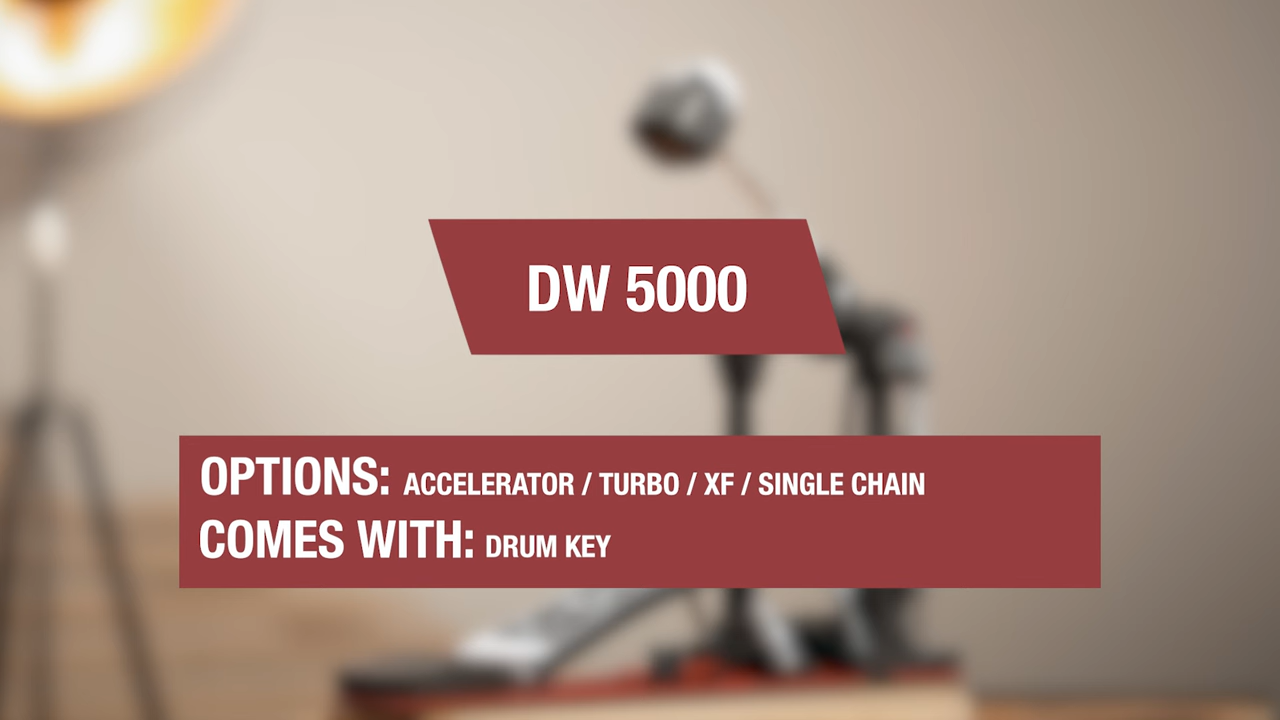 DW 5000
OPTIONS: ACCELERATOR / TURBO / XF / SINGLE CHAIN
COMES WITH: DRUM KEY